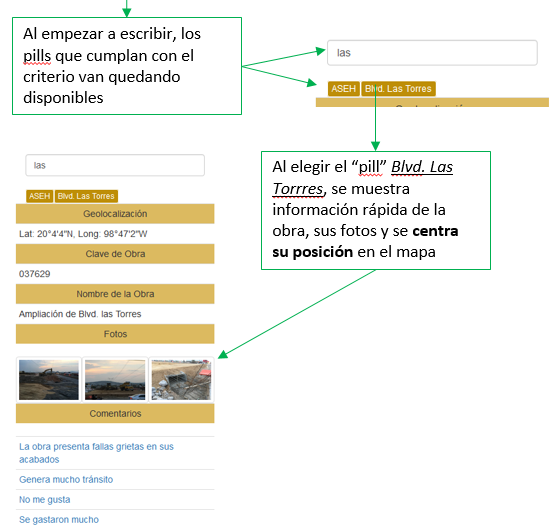 Al empezar a escribir, los
pills que cumplan con el
criterio van quedando
disponibles
las
ASEH Blvd. Las Torres
Geolocalización
Al elegir el “pill” Blvd. Las
Torrres, se muestra
información rápida de la
obra, sus fotos y se centra
su posición en el mapa
las
ASEH Blvd. Las Torres
Geolocalización
Lat: 20°4'4"N, Long: 98°47'2"W
Clave de Obra
037629
Nombre de la Obra
Ampliación de Blvd. las Torres
Fotos
Comentarios
La obra presenta fallas grietas en sus
acabados
Genera mucho tránsito
No me gusta
Se gastaron mucho